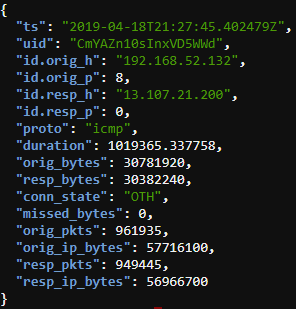 {
"ts": "2019-04-18T21:27:45.402479Z",
"uid": "CmYAZn10sInxVD5WWd",
"id.orig_h": "192.168.52.132",
"id.orig_p": 8,
"id.resp_h": "13.107.21.200",
"id.resp_p": 0,
"proto": "icmp",
"duration": 1019365.337758,
"orig_bytes": 30781920,
"resp_bytes": 30382240,
"conn_state": "OTH",
"missed_bytes": 0,
"orig_pkts": 961935,
"orig_ip_bytes": 57716100,
"resp_pkts": 949445,
"resp_ip_bytes": 56966700
}